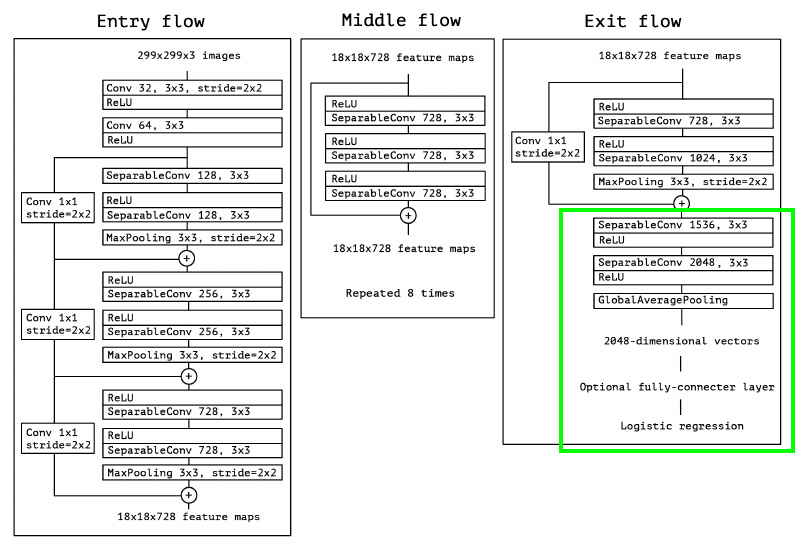 Entry flow
299x299x3 images
Conv 32, 3x3, stride=2x2
ReLU
Conv 64, 3x3
ReLU
SeparableConv 128, 3x3
ReLU
SeparableConv 128, 3x3
MaxPooling 3x3, stride=2x2
Conv 1x1
stride=2x2
+
ReLU
SeparableConv 256, 3x3
ReLU
SeparableConv 256, 3x3
MaxPooling 3x3, stride=2x2
Conv 1x1
stride=2x2
+
ReLU
SeparableConv 728, 3x3
ReLU
SeparableConv 728, 3x3
MaxPooling 3x3, stride=2x2
Conv 1x1
stride=2x2
+
18x18x728 feature maps
Middle flow
18x18x728 feature maps
ReLU
SeparableConv 728, 3x3
ReLU
SeparableConv 728, 3x3
ReLU
SeparableConv 728, 3x3
+
18x18x728 feature maps
Repeated 8 times
Exit flow
18x18x728 feature maps
ReLU
SeparableConv 728, 3x3
ReLU
SeparableConv 1024, 3x3
MaxPooling 3x3, stride=2x2
Conv 1x1
stride=2x2
+
SeparableConv 1536, 3x3
ReLU
SeparableConv 2048, 3x3
ReLU
GlobalAveragePooling
2048-dimensional vectors
Optional fully-connecter layer
Logistic regression